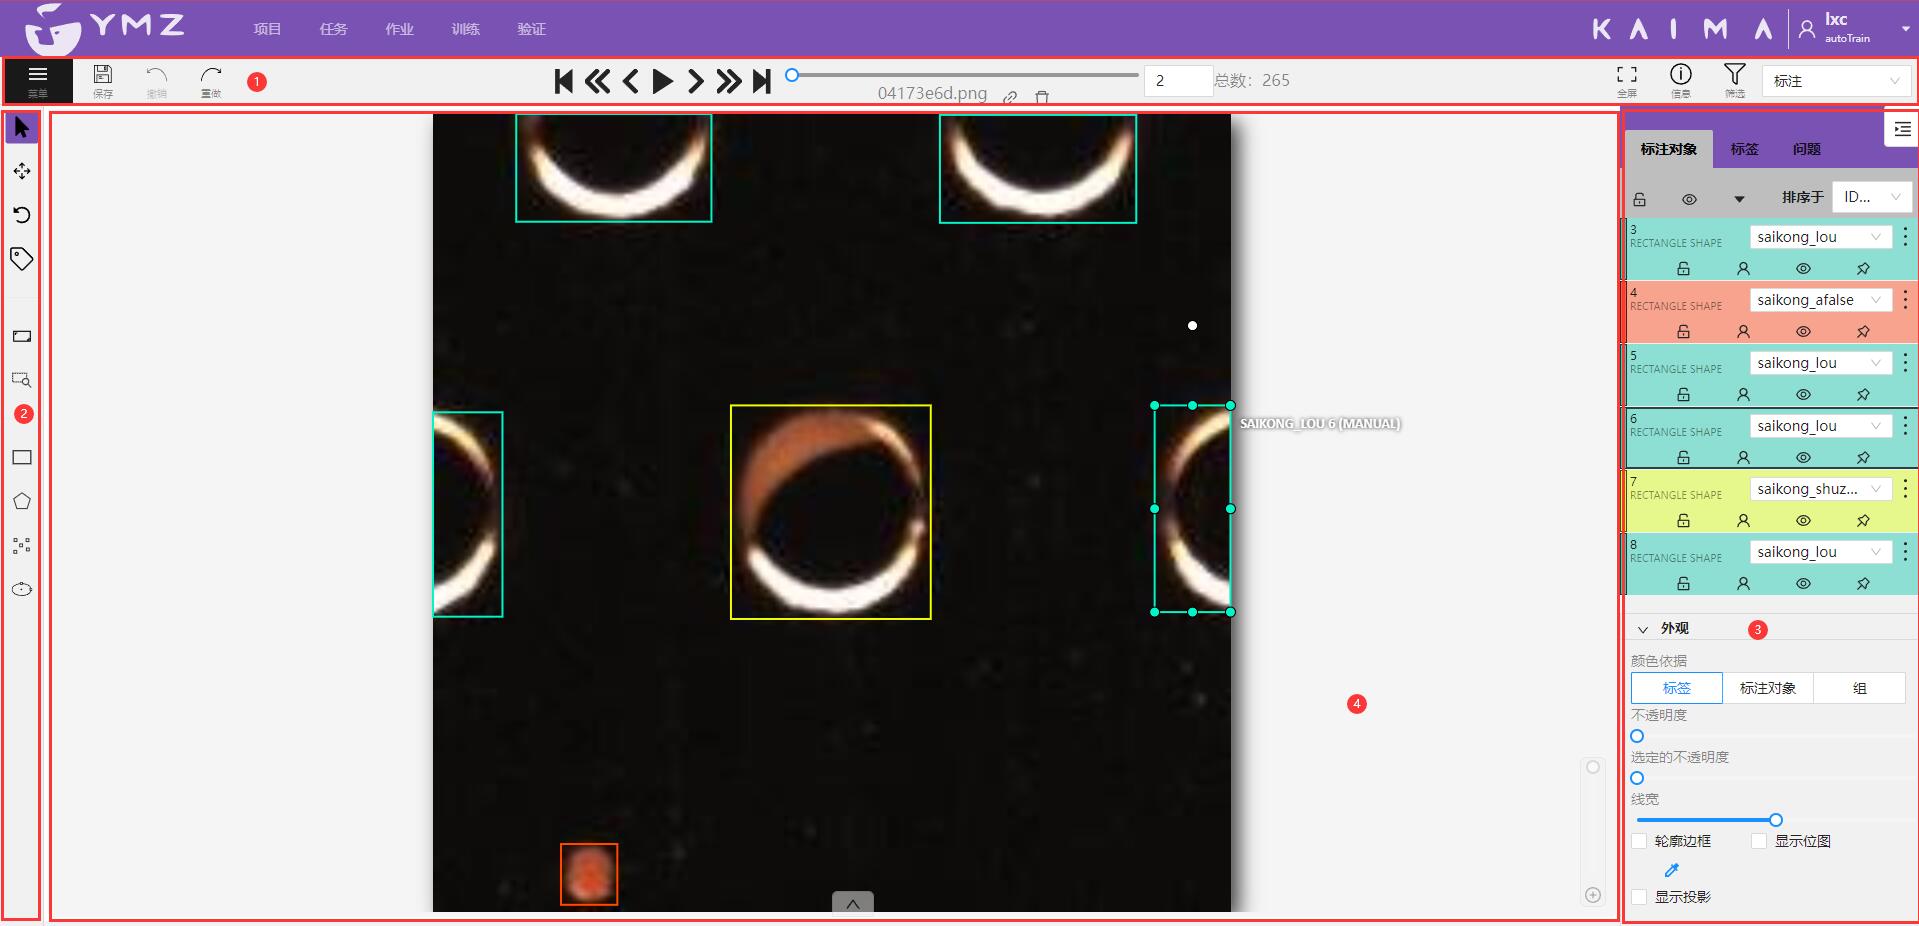 YMZ
项目 任务 作业 训练 验证
KAIMA
lxc
autoTrain
菜单 保存 撤销 重做 1
2 总数: 265
04173e6d.png
全屏 信息 筛选 标注
标注对象 标签 问题
排序于 ID...
3 saikong_lou
RECTANGLE SHAPE
4 saikong_afalse
RECTANGLE SHAPE
5 saikong_lou
RECTANGLE SHAPE
6 saikong_lou
RECTANGLE SHAPE
7 saikong_shuz...
RECTANGLE SHAPE
8 saikong_lou
RECTANGLE SHAPE
2
SAIKONG_LOU 6 (MANUAL)
外观 3
颜色依据
标签 标注对象 组
不透明度
选定的不透明度
线宽
轮廓边框 显示位图
显示投影
4